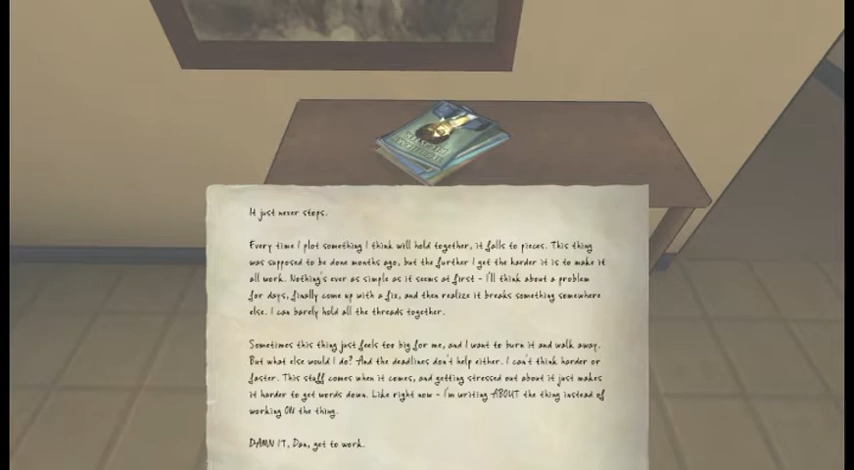 It just never stops.
Every time I plot something I think will hold together, it falls to pieces. This thing
was supposed to be done months ago, but the further I get the harder it is to make it
all work. Nothing's ever as simple as it seems at first - I'll think about a problem
for days, finally come up with a fix, and then realize it breaks something somewhere
else. I can barely hold all the threads together.
Sometimes this thing just feels too big for me, and I want to burn it and walk away.
But what else would I do? And the deadlines don't help either. I can't think harder or
faster. This stuff comes when it comes, and getting stressed out about it just makes
it harder to get words down. Like right now - I'm writing ABOUT the thing instead of
working ON the thing.
DAMN IT, Dan, get to work.